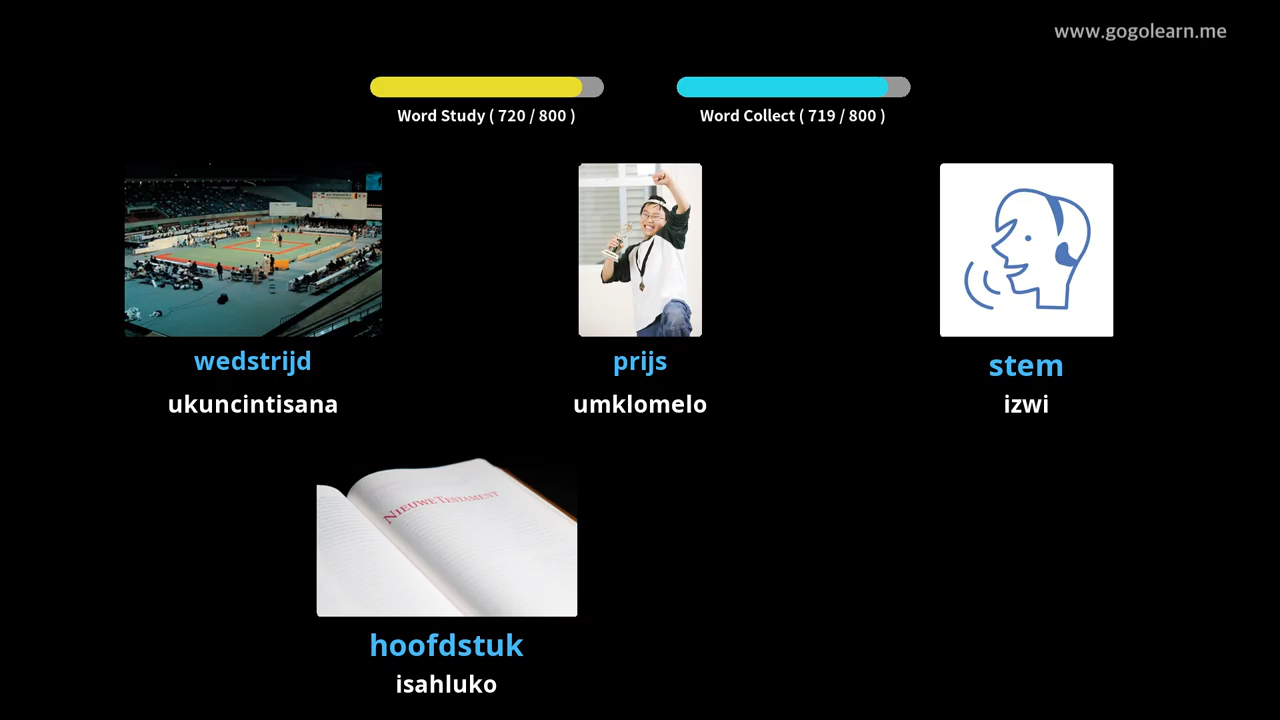 www.gogolearn.me
Word Study ( 720 / 800 )
Word Collect ( 719 / 800 )
wedstrijd
prijs
stem
ukuncintisana
umklomelo
izwi
NIEUWE TESTAMENT
hoofdstuk
isahluko